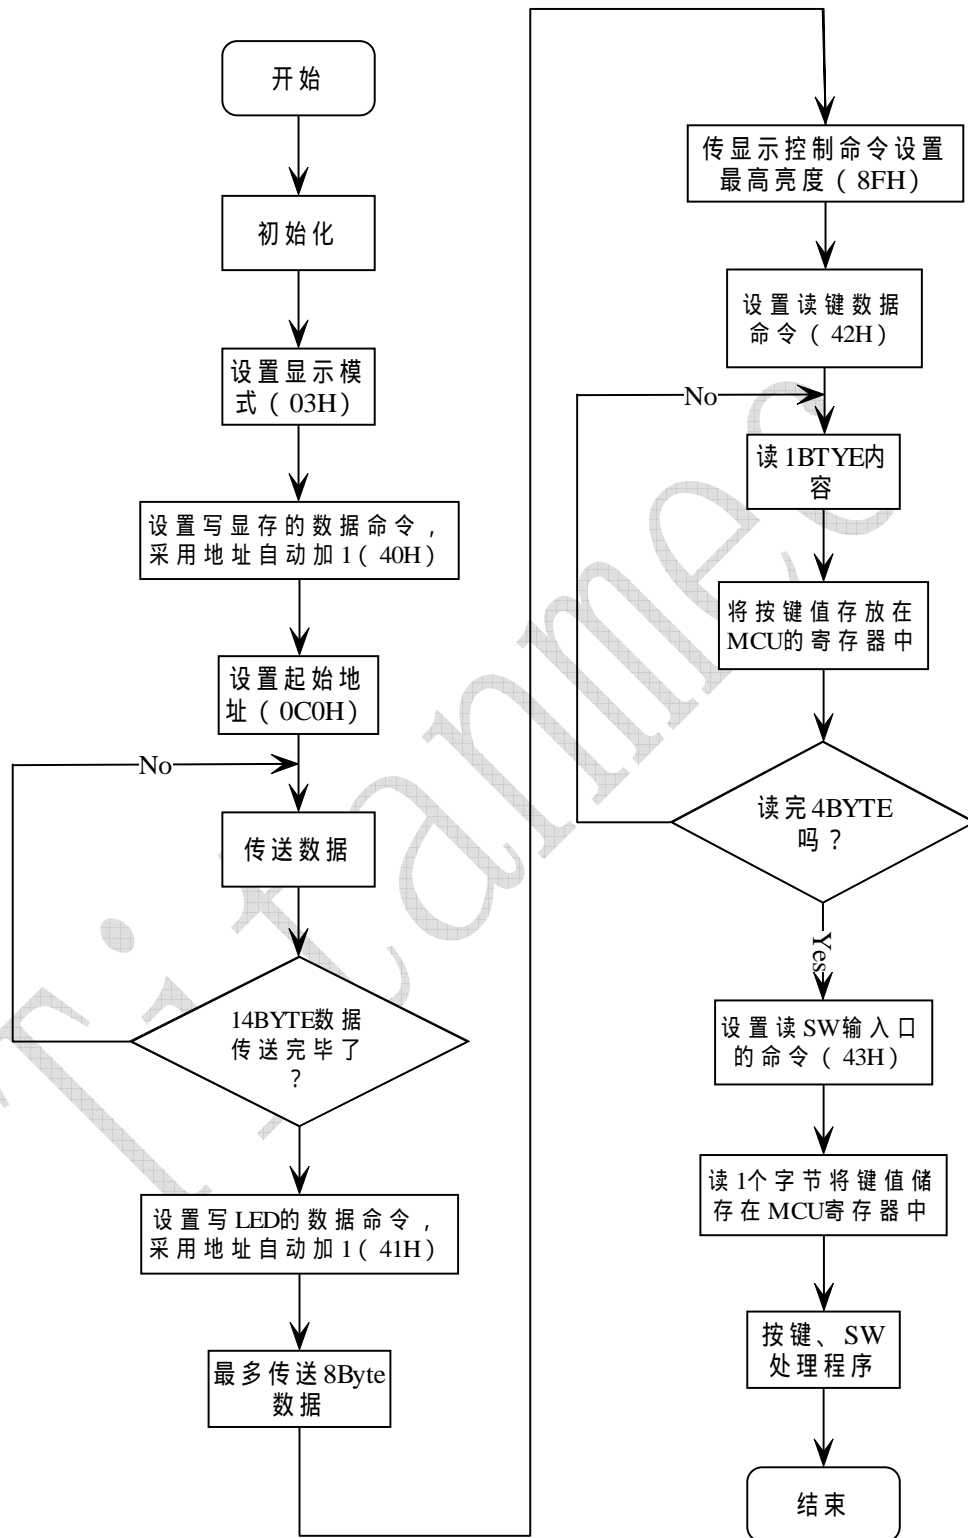 开始
初始化
设置显示模
式（03H）
设置写显存的数据命令，
采用地址自动加1（40H）
设置起始地
址（0C0H）
No
传送数据
14BYTE数据
传送完毕了
？
设置写LED的数据命令，
采用地址自动加1（41H）
最多传送8Byte
数据
传显示控制命令设置
最高亮度（8FH）
设置读键数据
命令（42H）
No
读1BTYE内
容
将按键值存放在
MCU的寄存器中
读完4BYTE
吗？
Yes
设置读SW输入口
的命令（43H）
读1个字节将键值储
存在MCU寄存器中
按键、SW
处理程序
结束
Titanmec